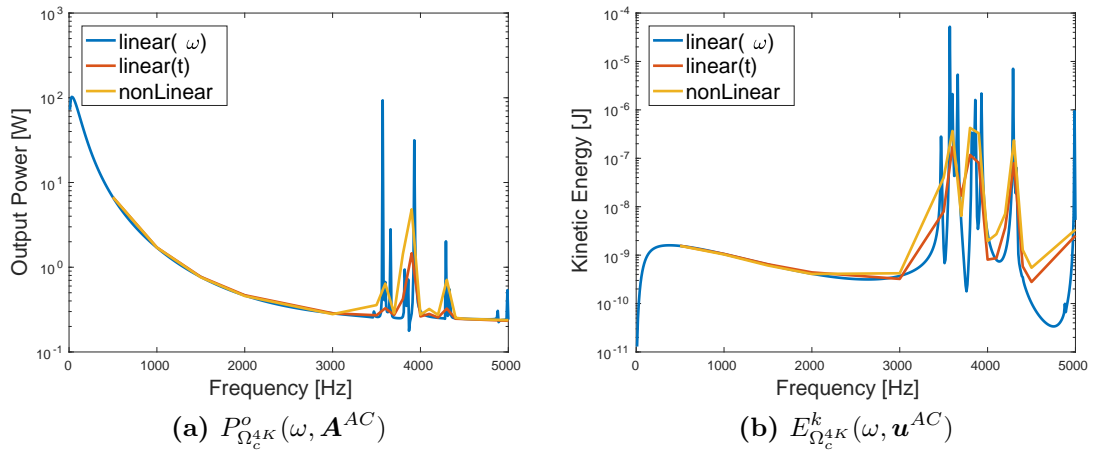 10^3
10^2
10^1
10^0
10^-1
Output Power [W]
linear( ω)
linear(t)
nonLinear
0 1000 2000 3000 4000 5000
Frequency [Hz]
(a) P^o_{Ω_c^{4K}}(ω, A^{AC})
10^-4
10^-5
10^-6
10^-7
10^-8
10^-9
10^-10
10^-11
Kinetic Energy [J]
linear( ω)
linear(t)
nonLinear
0 1000 2000 3000 4000 5000
Frequency [Hz]
(b) E^k_{Ω_c^{4K}}(ω, u^{AC})